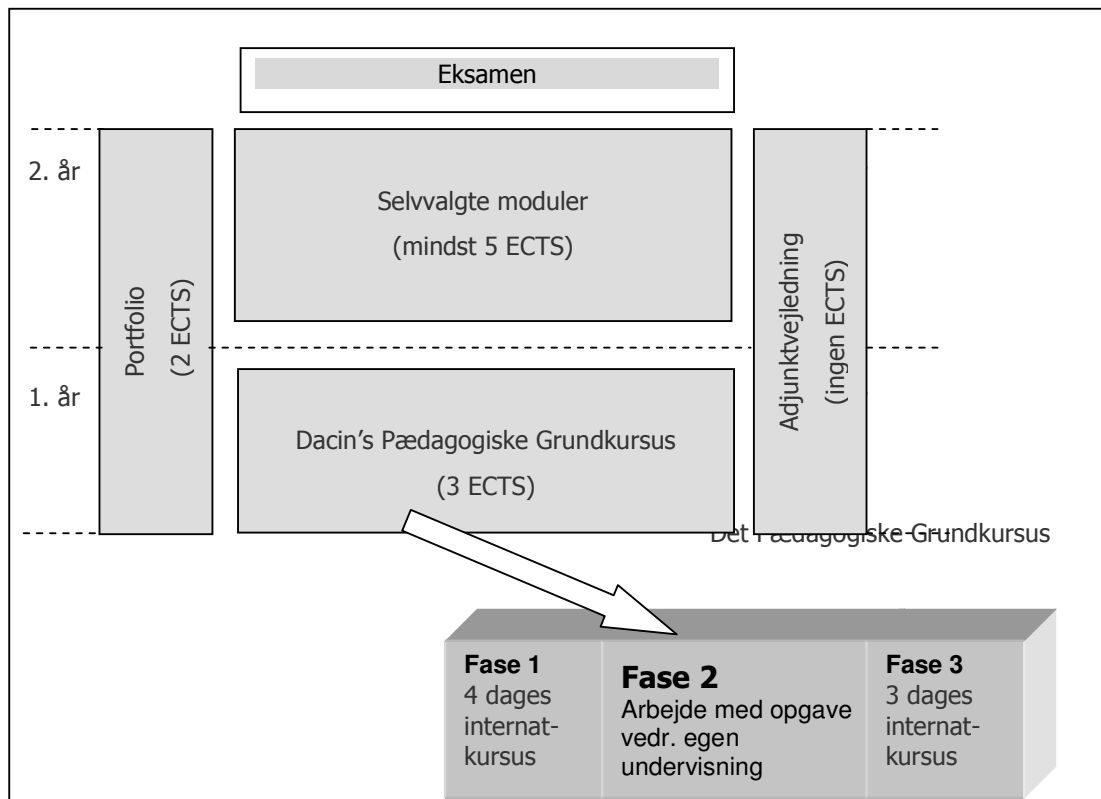 Eksamen
2. år
Portfolio
(2 ECTS)
Selvvalgte moduler
(mindst 5 ECTS)
Adjunktvejledning
(ingen ECTS)
1. år
Dacin's Pædagogiske Grundkursus
(3 ECTS)
Det Pædagogiske Grundkursus
Fase 1
4 dages
internat-
kursus
Fase 2
Arbejde med opgave
vedr. egen
undervisning
Fase 3
3 dages
internat-
kursus